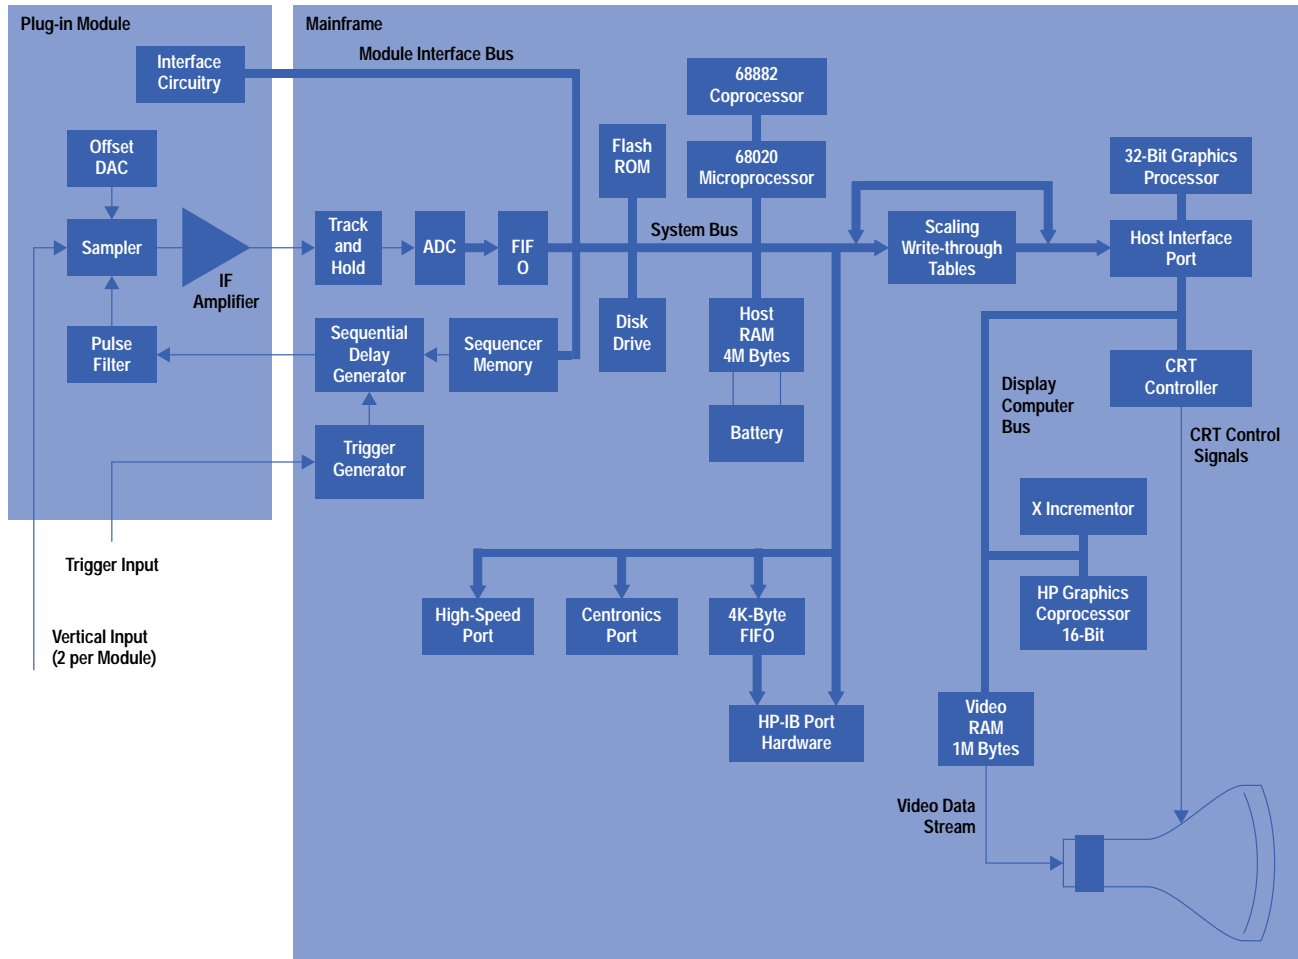 Plug-in Module
Mainframe
Interface
Circuitry
Module Interface Bus
68882
Coprocessor
Offset
DAC
Flash
ROM
68020
Microprocessor
32-Bit Graphics
Processor
Sampler
IF
Amplifier
Track
and
Hold
ADC
FIF
O
System Bus
Scaling
Write-through
Tables
Host Interface
Port
Pulse
Filter
Sequential
Delay
Generator
Sequencer
Memory
Disk
Drive
Host
RAM
4M Bytes
CRT
Controller
Display
Computer
Bus
Battery
CRT Control
Signals
Trigger
Generator
X Incrementor
Trigger Input
HP Graphics
Coprocessor
16-Bit
High-Speed
Port
Centronics
Port
4K-Byte
FIFO
Vertical Input
(2 per Module)
HP-IB Port
Hardware
Video
RAM
1M Bytes
Video Data
Stream